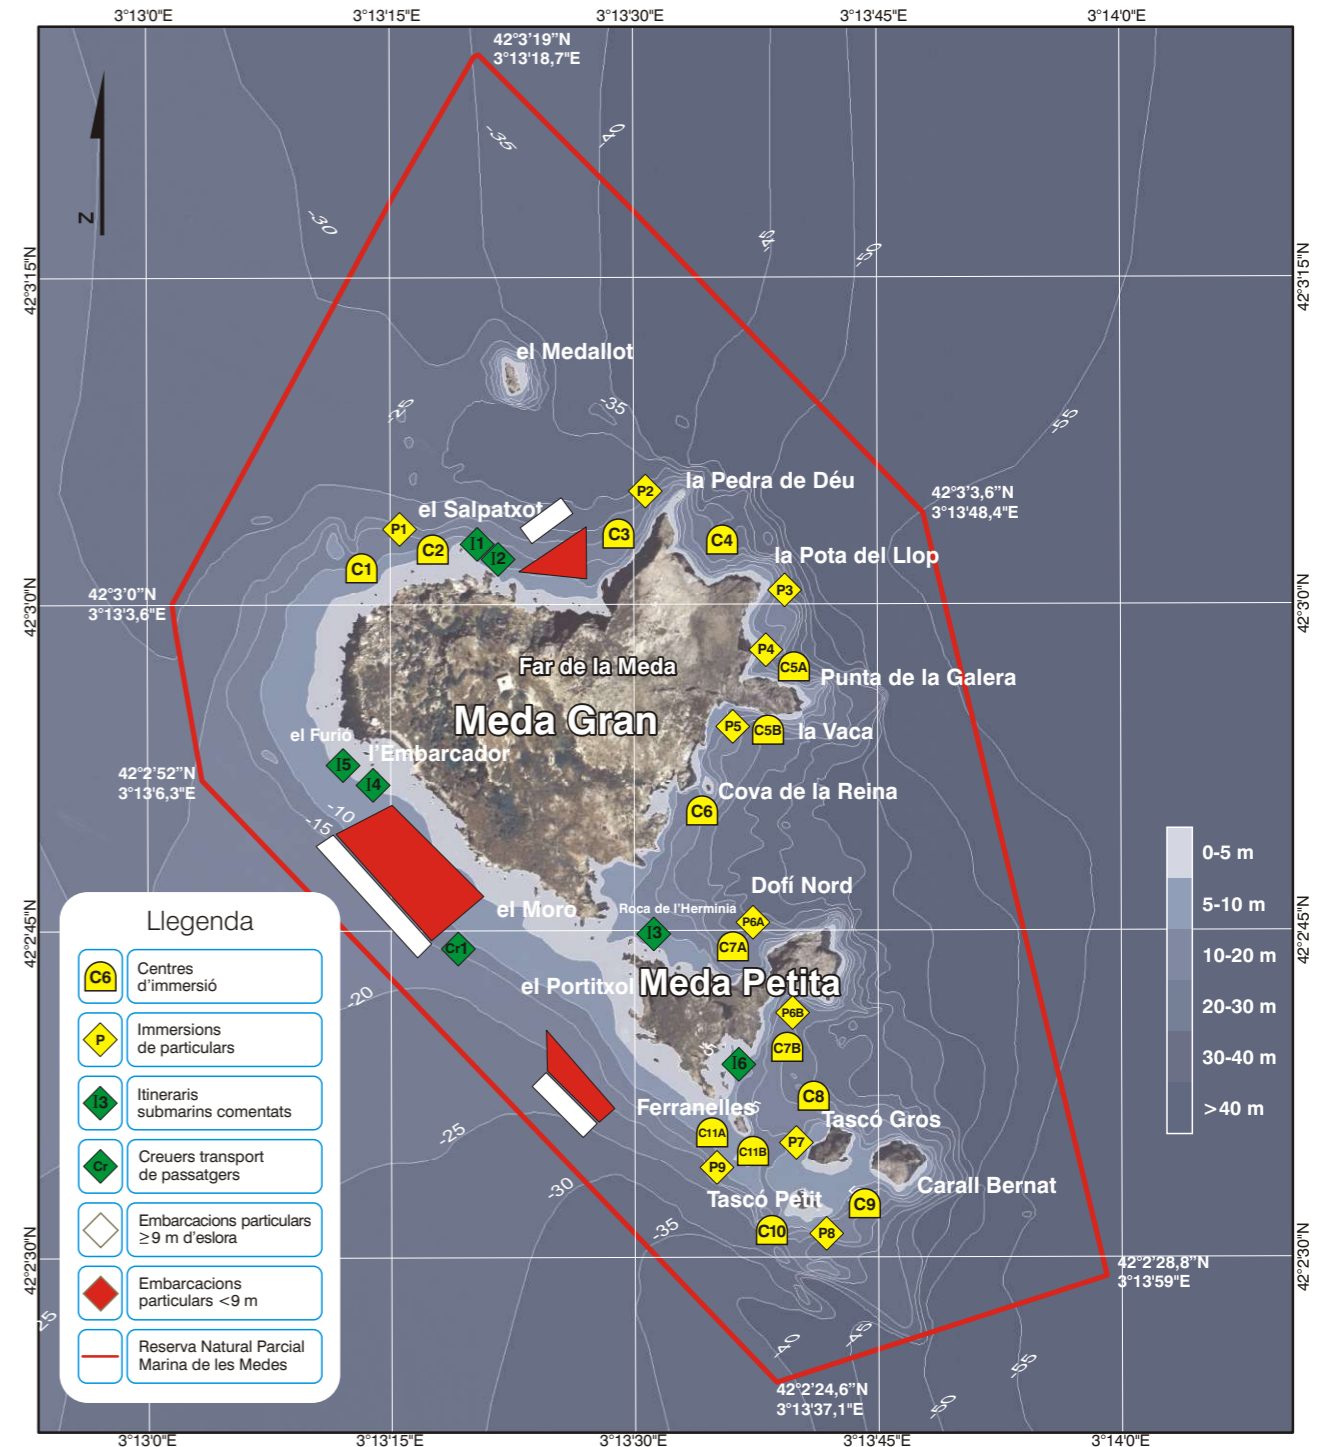 3°13'0"E
3°13'15"E
3°13'30"E
3°13'45"E
3°14'0"E
42°3'19”N
3°13'18,7"E
-35
-40
N
-30
-45
-50
42°3'15"N
42°3'15"N
el Medallot
-25
-35
-55
P2
la Pedra de Déu
42°3'3,6”N
3°13'48,4"E
el Salpatxot
P1
C2
I1
I2
C3
C4
C1
la Pota del Llop
P3
42°3'0”N
3°13'3,6"E
42°3'0"N
42°3'0"N
P4
C5A
Far de la Meda
Punta de la Galera
Meda Gran
P5
C5B
la Vaca
el Furió
l'Embarcador
I5
I4
42°2'52”N
3°13'6,3"E
Cova de la Reina
C6
-10
-15
0-5 m
5-10 m
10-20 m
20-30 m
30-40 m
>40 m
Dofí Nord
el Moro
Roca de l'Herminia
P6A
I3
C7A
Cr1
42°2'45"N
42°2'45"N
el Portitxol
Meda Petita
-20
P6B
C7B
-5
I6
C8
Ferranelles
-5
Tascó Gros
C11A
C11B
P7
P9
-25
-30
Carall Bernat
Tascó Petit
-5
C9
C10
P8
-35
42°2'30"N
42°2'30"N
42°2'28,8”N
3°13'59”E
-25
-40
-45
-55
-50
42°2'24,6”N
3°13'37,1”E
Llegenda
C6
Centres
d'immersió
P
Immersions
de particulars
I3
Itineraris
submarins comentats
Cr
Creuers transport
de passatgers
Embarcacions particulars
≥9 m d'eslora
Embarcacions
particulars <9 m
Reserva Natural Parcial
Marina de les Medes
3°13'0"E
3°13'15"E
3°13'30"E
3°13'45"E
3°14'0"E